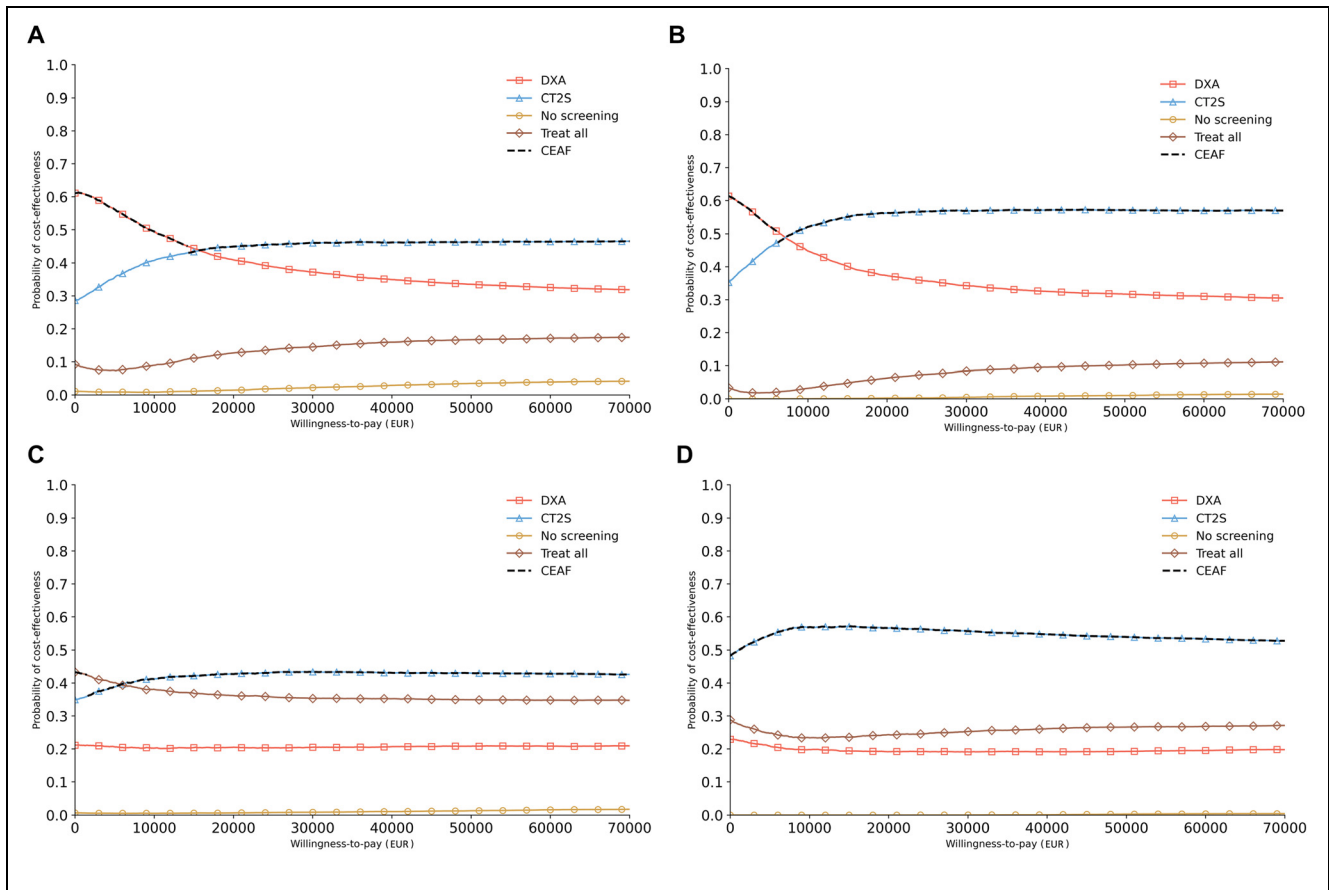 A
Probability of cost-effectiveness
1.0
0.9
0.8
0.7
0.6
0.5
0.4
0.3
0.2
0.1
0.0
DXA
CT2S
No screening
Treat all
CEAF
0 10000 20000 30000 40000 50000 60000 70000
Willingness-to-pay (EUR)
B
Probability of cost-effectiveness
1.0
0.9
0.8
0.7
0.6
0.5
0.4
0.3
0.2
0.1
0.0
DXA
CT2S
No screening
Treat all
CEAF
0 10000 20000 30000 40000 50000 60000 70000
Willingness-to-pay (EUR)
C
Probability of cost-effectiveness
1.0
0.9
0.8
0.7
0.6
0.5
0.4
0.3
0.2
0.1
0.0
DXA
CT2S
No screening
Treat all
CEAF
0 10000 20000 30000 40000 50000 60000 70000
Willingness-to-pay (EUR)
D
Probability of cost-effectiveness
1.0
0.9
0.8
0.7
0.6
0.5
0.4
0.3
0.2
0.1
0.0
DXA
CT2S
No screening
Treat all
CEAF
0 10000 20000 30000 40000 50000 60000 70000
Willingness-to-pay (EUR)